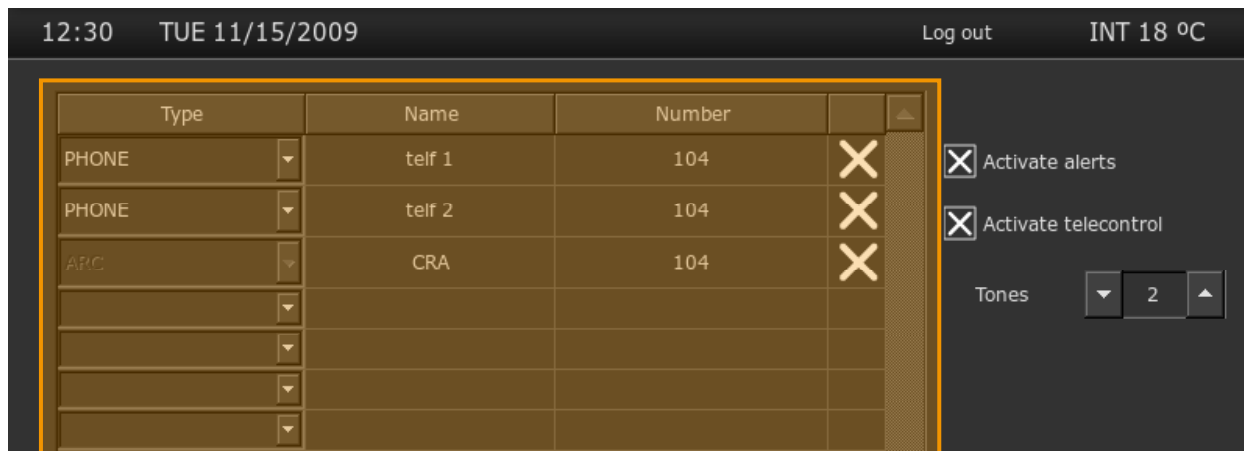 12:30 TUE 11/15/2009 Log out INT 18 ºC
Type Name Number
PHONE telf 1 104
Activate alerts
PHONE telf 2 104
Activate telecontrol
ARC CRA 104
Tones 2